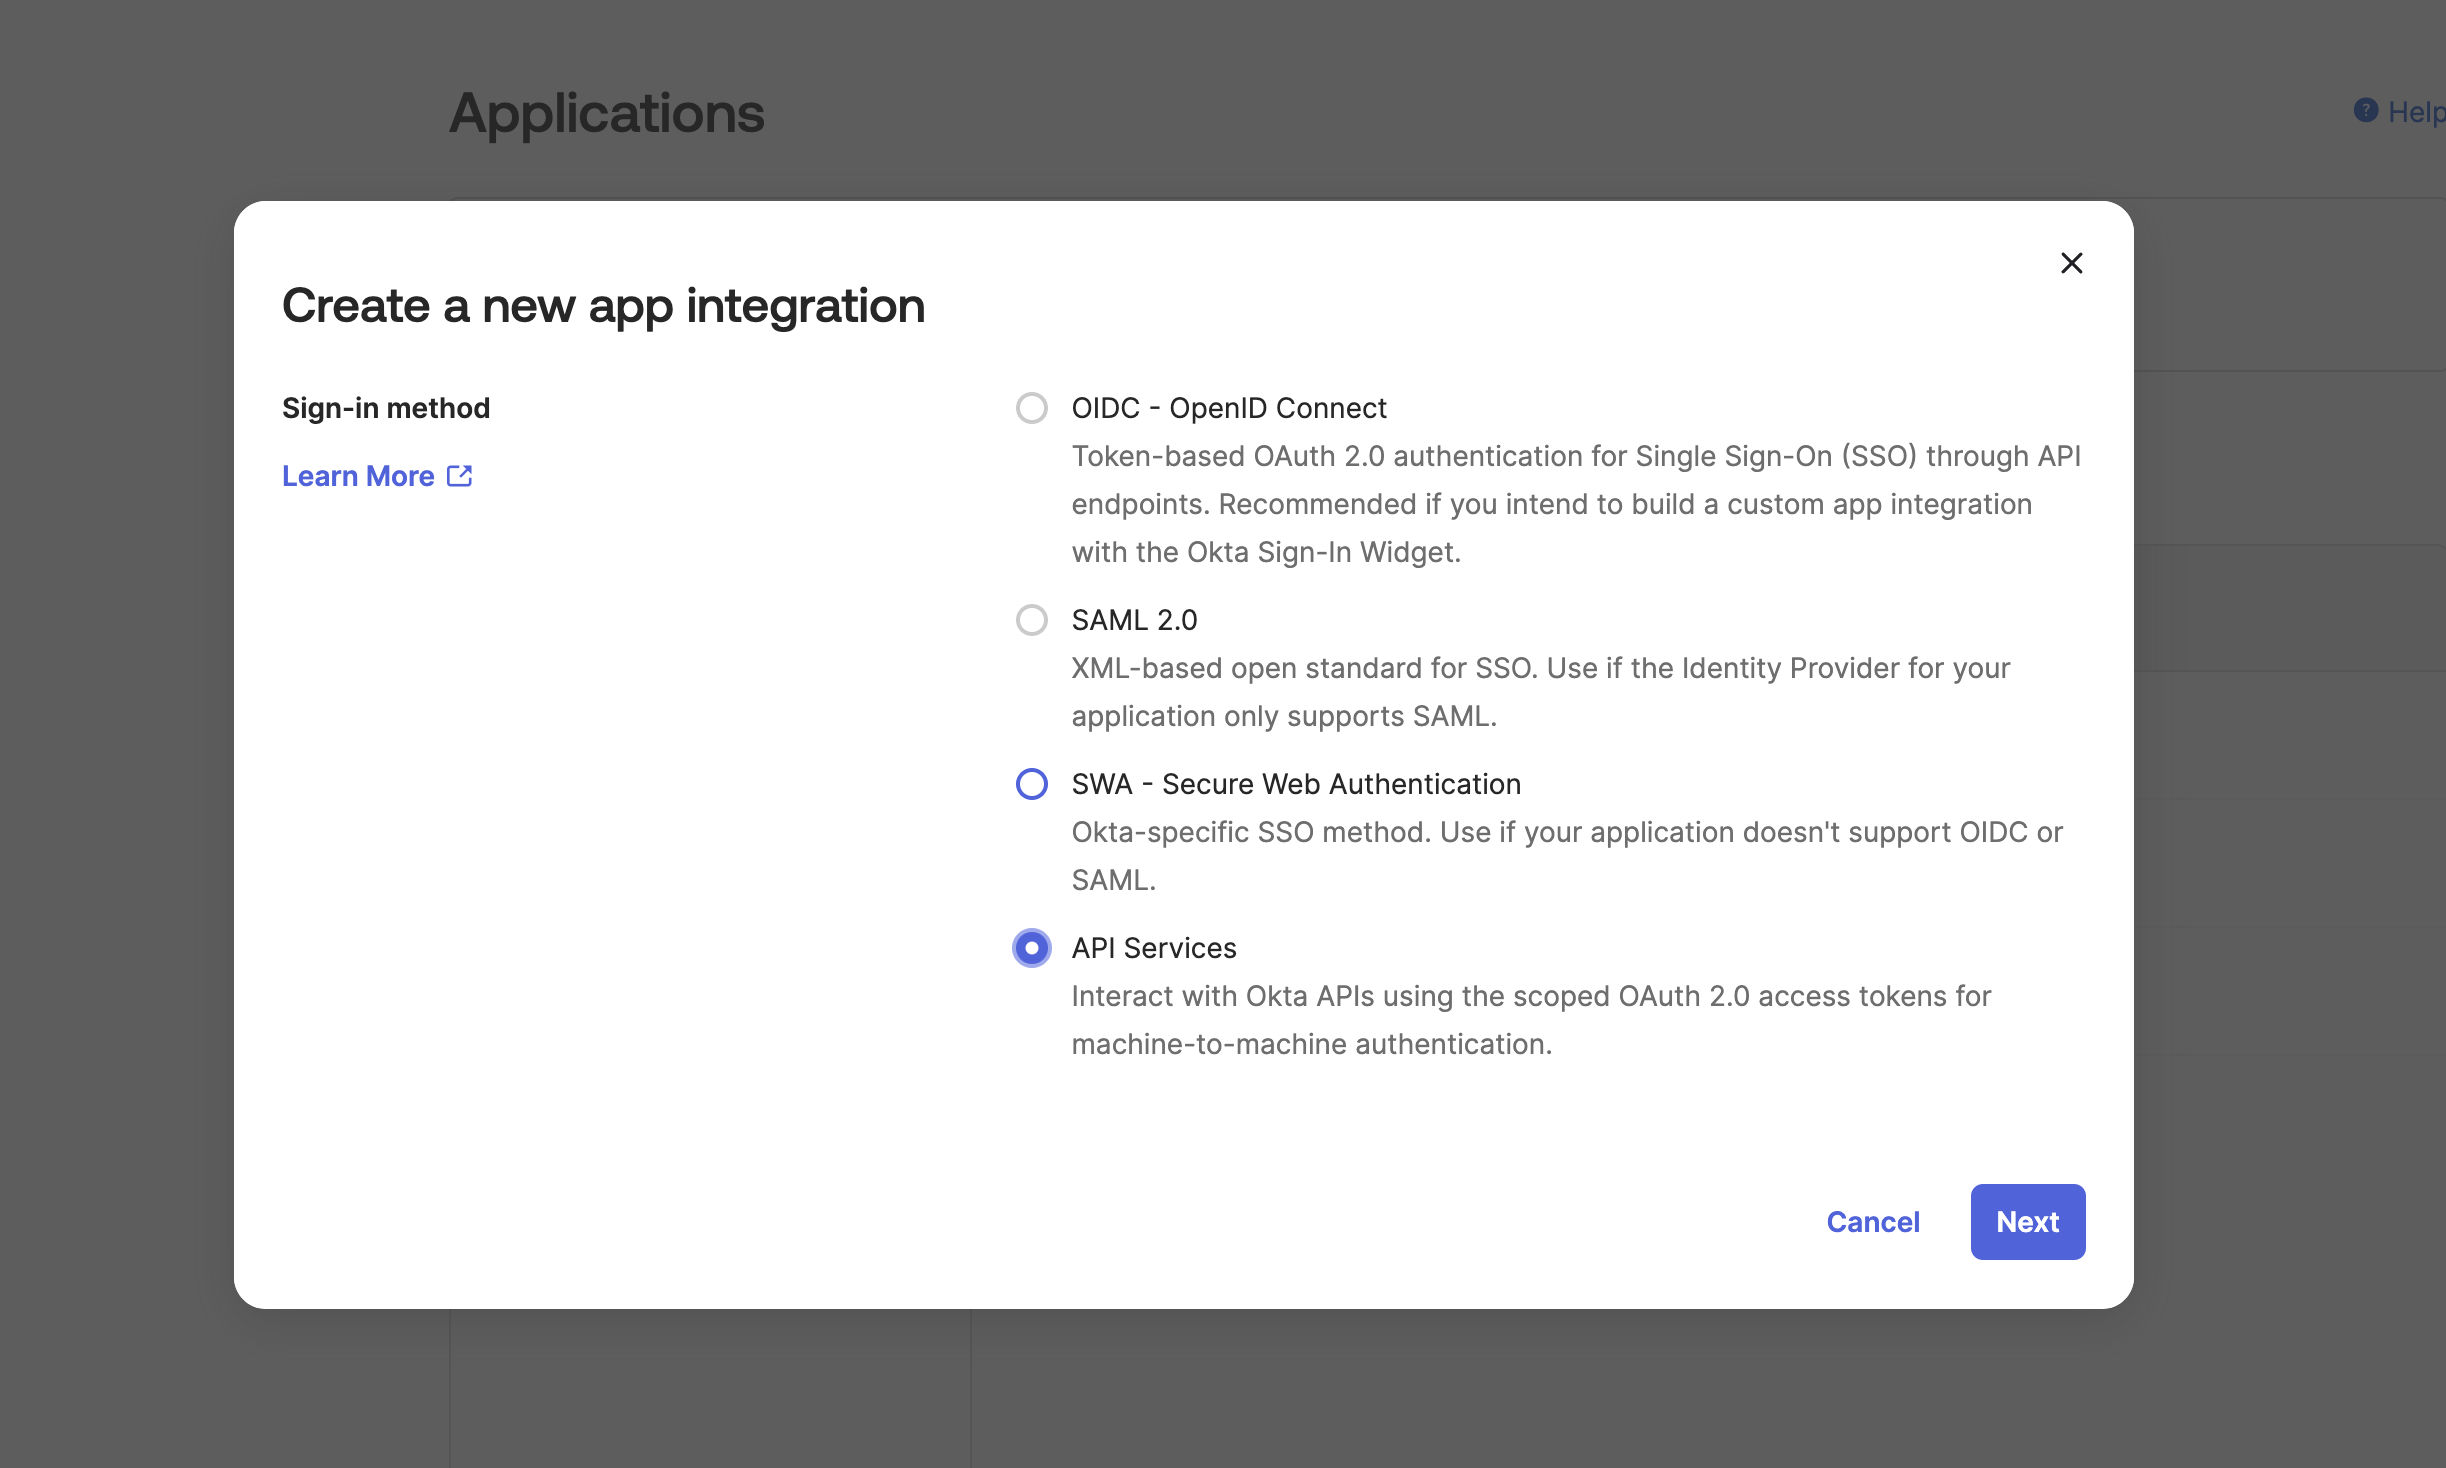 Applications
Help
Create a new app integration
Sign-in method
Learn More
OIDC - OpenID Connect
Token-based OAuth 2.0 authentication for Single Sign-On (SSO) through API
endpoints. Recommended if you intend to build a custom app integration
with the Okta Sign-In Widget.
SAML 2.0
XML-based open standard for SSO. Use if the Identity Provider for your
application only supports SAML.
SWA - Secure Web Authentication
Okta-specific SSO method. Use if your application doesn't support OIDC or
SAML.
API Services
Interact with Okta APIs using the scoped OAuth 2.0 access tokens for
machine-to-machine authentication.
Cancel
Next